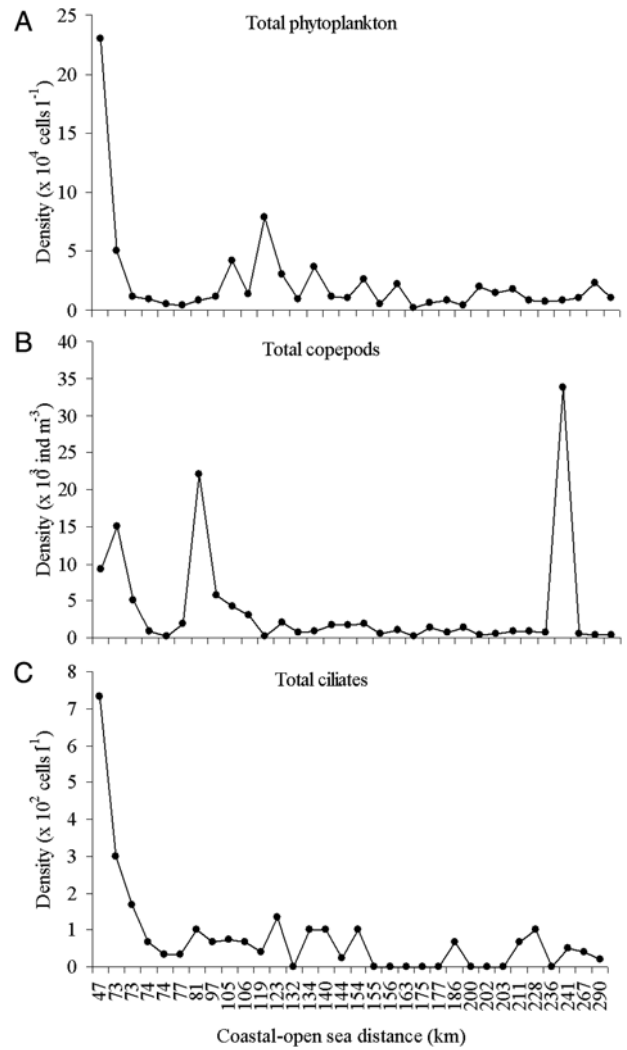 A
Total phytoplankton
Density (x 10⁴ cells l⁻¹)
25
20
15
10
5
0
B
Total copepods
Density (x 10³ ind m⁻³)
40
35
30
25
20
15
10
5
0
C
Total ciliates
Density (x 10² cells l⁻¹)
8
7
6
5
4
3
2
1
0
47 73 73 74 74 77 81 97 105 106 119 123 132 134 140 144 154 155 156 163 175 177 186 200 202 203 211 228 236 241 267 290
Coastal-open sea distance (km)